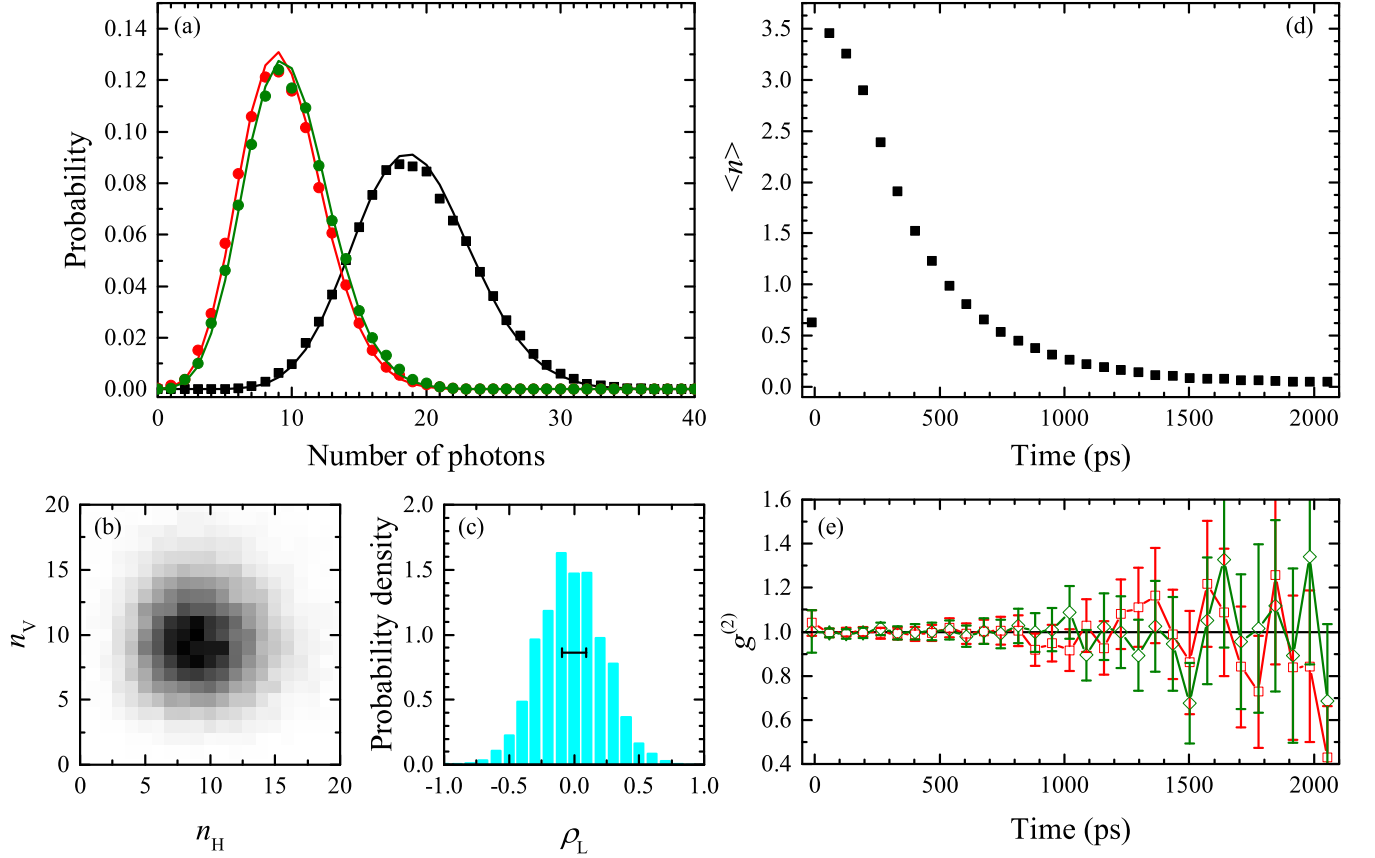 (a)
0.14
0.12
0.10
0.08
0.06
0.04
0.02
0.00
Probability
0 10 20 30 40
Number of photons
(d)
3.5
3.0
2.5
2.0
1.5
1.0
0.5
0.0
<n>
0 500 1000 1500 2000
Time (ps)
(b)
20
15
10
5
0
n_V
0 5 10 15 20
n_H
(c)
2.0
1.5
1.0
0.5
0.0
Probability density
-1.0 -0.5 0.0 0.5 1.0
ρ_L
(e)
1.6
1.4
1.2
1.0
0.8
0.6
0.4
g^(2)
0 500 1000 1500 2000
Time (ps)